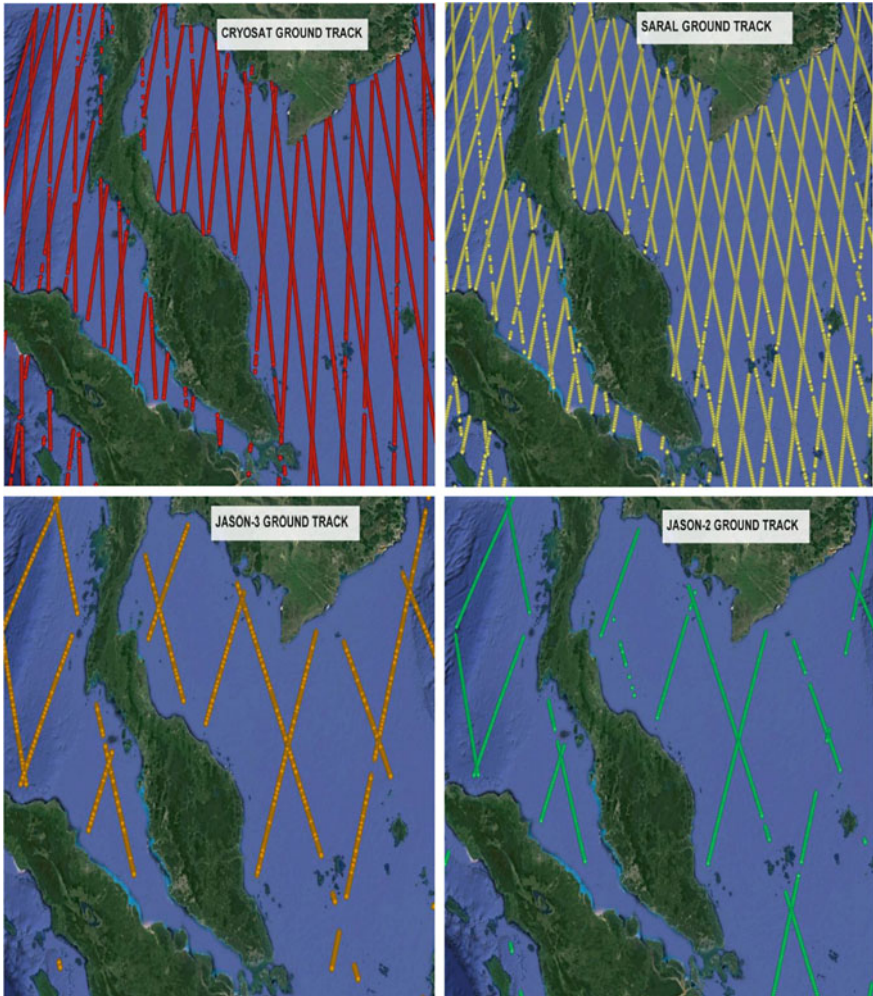 CRYOSAT GROUND TRACK
SARAL GROUND TRACK
JASON-3 GROUND TRACK
JASON-2 GROUND TRACK